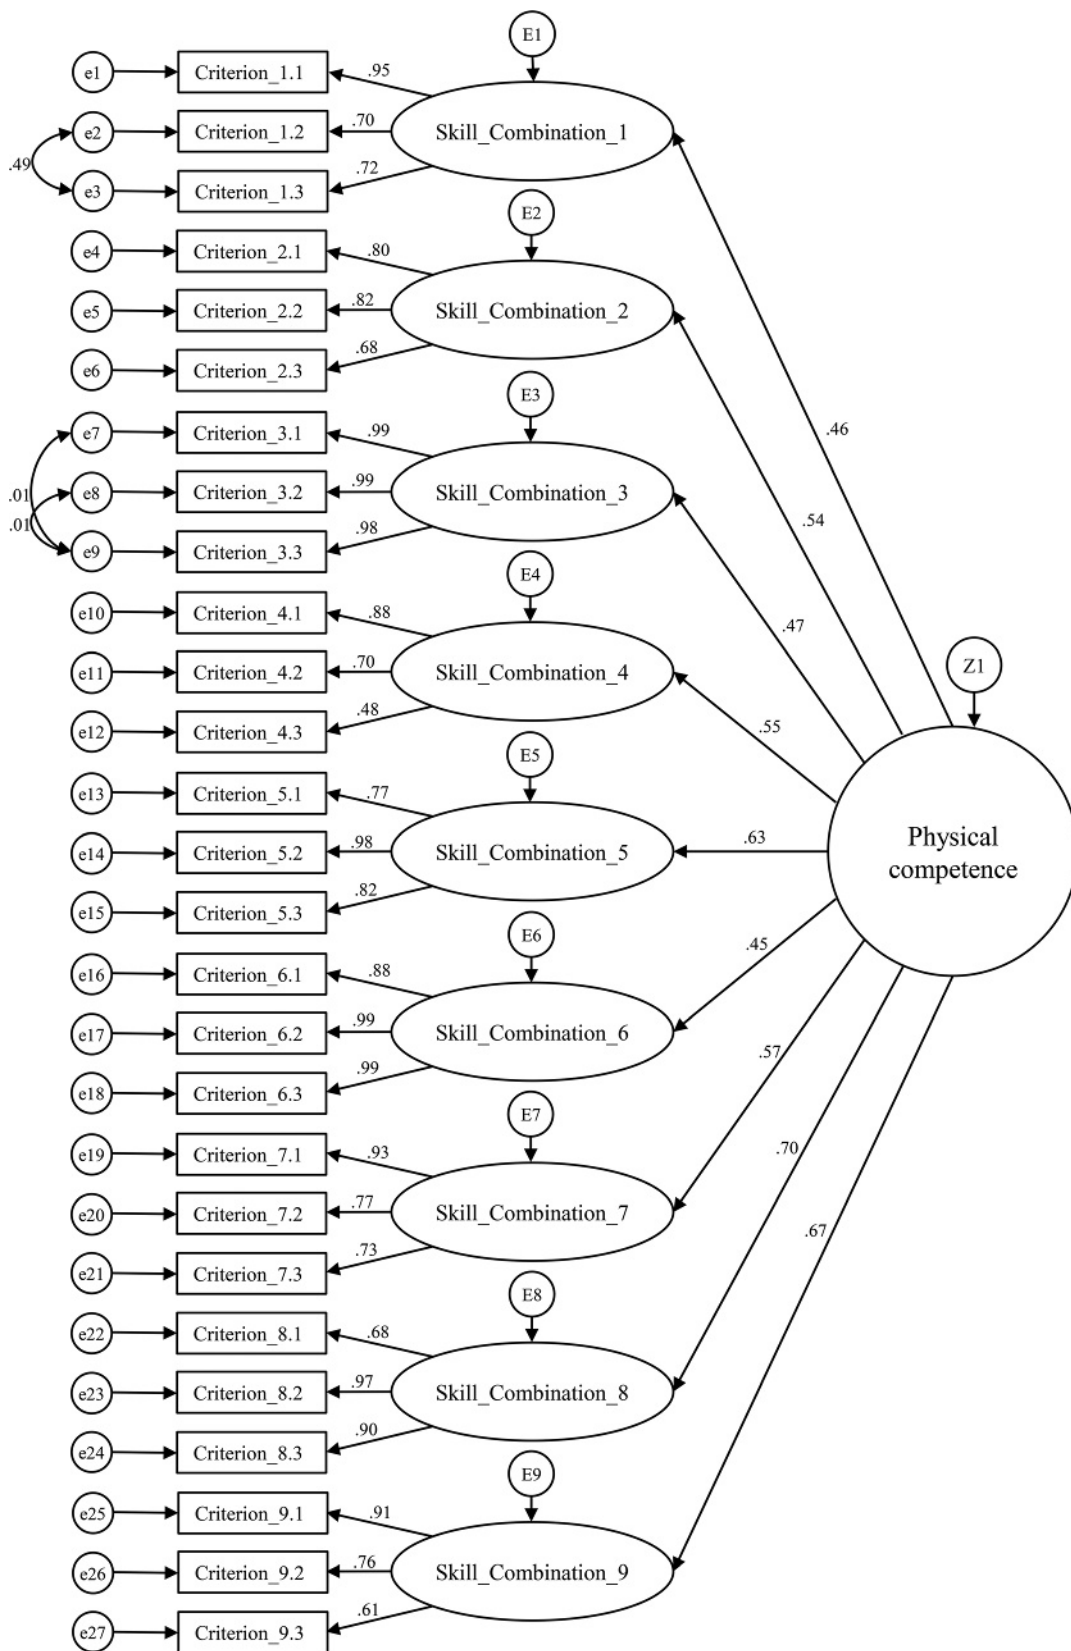 E1
e1
Criterion_1.1
.95
e2
Criterion_1.2
.70
Skill_Combination_1
.49
e3
Criterion_1.3
.72
E2
e4
Criterion_2.1
.80
e5
Criterion_2.2
.82
Skill_Combination_2
e6
Criterion_2.3
.68
E3
e7
Criterion_3.1
.99
.46
e8
Criterion_3.2
.99
Skill_Combination_3
.01
.01
e9
Criterion_3.3
.98
.54
E4
e10
Criterion_4.1
.88
.47
e11
Criterion_4.2
.70
Skill_Combination_4
Z1
e12
Criterion_4.3
.48
.55
E5
e13
Criterion_5.1
.77
e14
Criterion_5.2
.98
Skill_Combination_5
.63
Physical
competence
e15
Criterion_5.3
.82
E6
e16
Criterion_6.1
.88
.45
e17
Criterion_6.2
.99
Skill_Combination_6
.57
e18
Criterion_6.3
.99
E7
e19
Criterion_7.1
.93
.70
e20
Criterion_7.2
.77
Skill_Combination_7
.67
e21
Criterion_7.3
.73
E8
e22
Criterion_8.1
.68
e23
Criterion_8.2
.97
Skill_Combination_8
e24
Criterion_8.3
.90
E9
e25
Criterion_9.1
.91
e26
Criterion_9.2
.76
Skill_Combination_9
e27
Criterion_9.3
.61